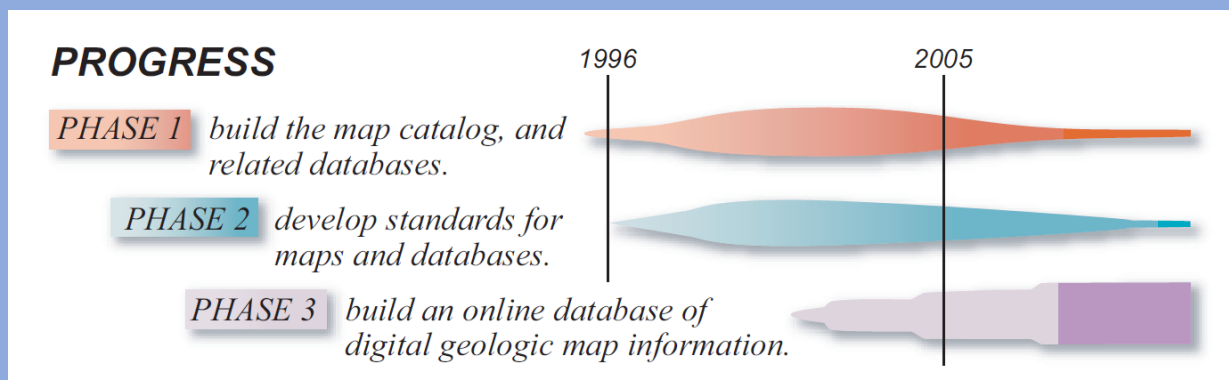 PROGRESS
1996
2005
PHASE 1 build the map catalog, and
related databases.
PHASE 2 develop standards for
maps and databases.
PHASE 3 build an online database of
digital geologic map information.